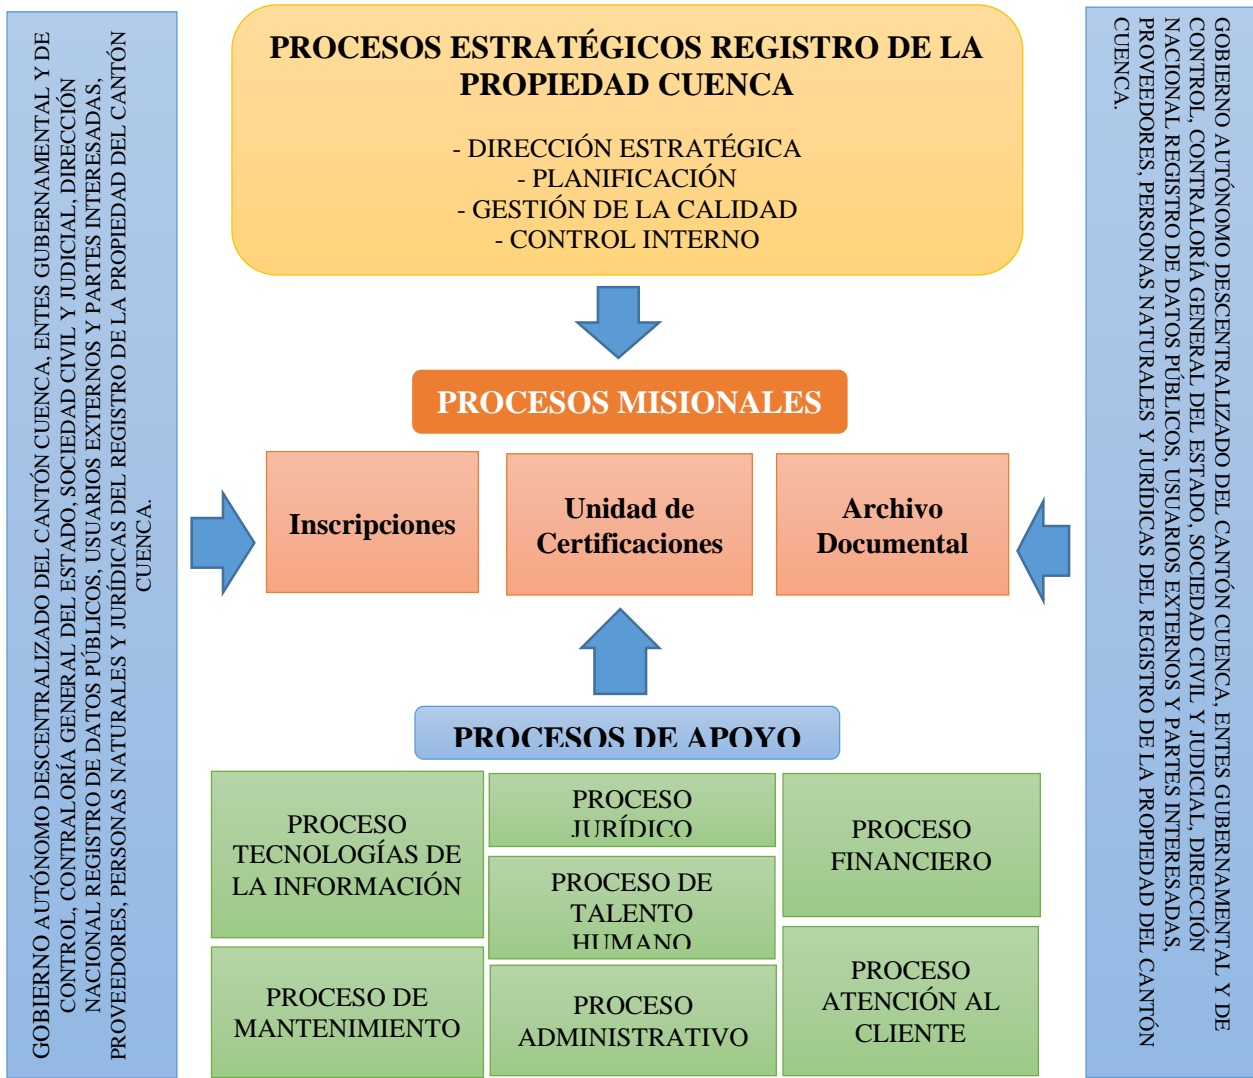 GOBIERNO AUTÓNOMO DESCENTRALIZADO DEL CANTÓN CUENCA, ENTES GUBERNAMENTAL Y DE
CONTROL, CONTRALORÍA GENERAL DEL ESTADO, SOCIEDAD CIVIL Y JUDICIAL, DIRECCIÓN
NACIONAL REGISTRO DE DATOS PÚBLICOS, USUARIOS EXTERNOS Y PARTES INTERESADAS,
PROVEEDORES, PERSONAS NATURALES Y JURÍDICAS DEL REGISTRO DE LA PROPIEDAD DEL CANTÓN
CUENCA.
PROCESOS ESTRATÉGICOS REGISTRO DE LA
PROPIEDAD CUENCA
- DIRECCIÓN ESTRATÉGICA
- PLANIFICACIÓN
- GESTIÓN DE LA CALIDAD
- CONTROL INTERNO
PROCESOS MISIONALES
Inscripciones
Unidad de
Certificaciones
Archivo
Documental
PROCESOS DE APOYO
PROCESO
TECNOLOGÍAS DE
LA INFORMACIÓN
PROCESO
JURÍDICO
PROCESO
FINANCIERO
PROCESO DE
TALENTO
HUMANO
PROCESO DE
MANTENIMIENTO
PROCESO
ADMINISTRATIVO
PROCESO
ATENCIÓN AL
CLIENTE
GOBIERNO AUTÓNOMO DESCENTRALIZADO DEL CANTÓN CUENCA, ENTES GUBERNAMENTAL Y DE
CONTROL, CONTRALORÍA GENERAL DEL ESTADO, SOCIEDAD CIVIL Y JUDICIAL, DIRECCIÓN
NACIONAL REGISTRO DE DATOS PÚBLICOS, USUARIOS EXTERNOS Y PARTES INTERESADAS,
PROVEEDORES, PERSONAS NATURALES Y JURÍDICAS DEL REGISTRO DE LA PROPIEDAD DEL CANTÓN
CUENCA.